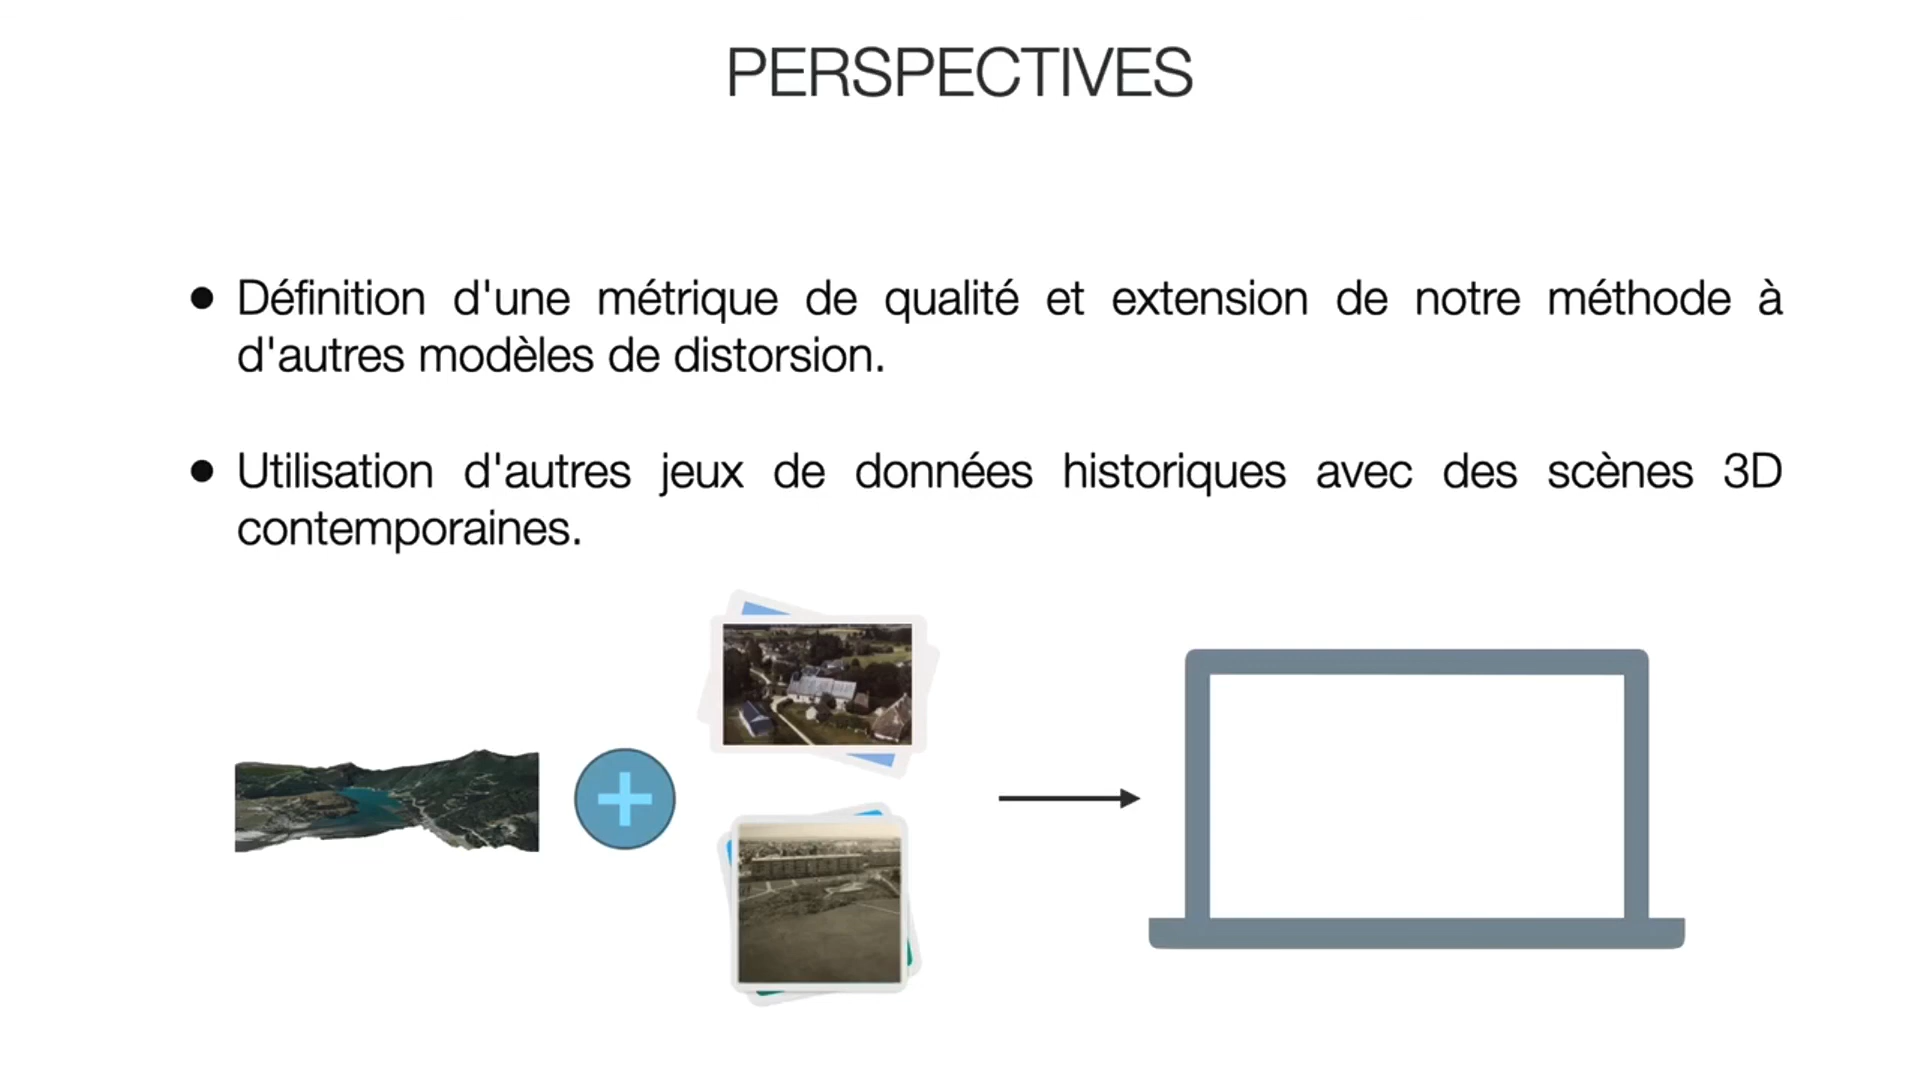 PERSPECTIVES
● Définition d'une métrique de qualité et extension de notre méthode à
d'autres modèles de distorsion.
● Utilisation d'autres jeux de données historiques avec des scènes 3D
contemporaines.